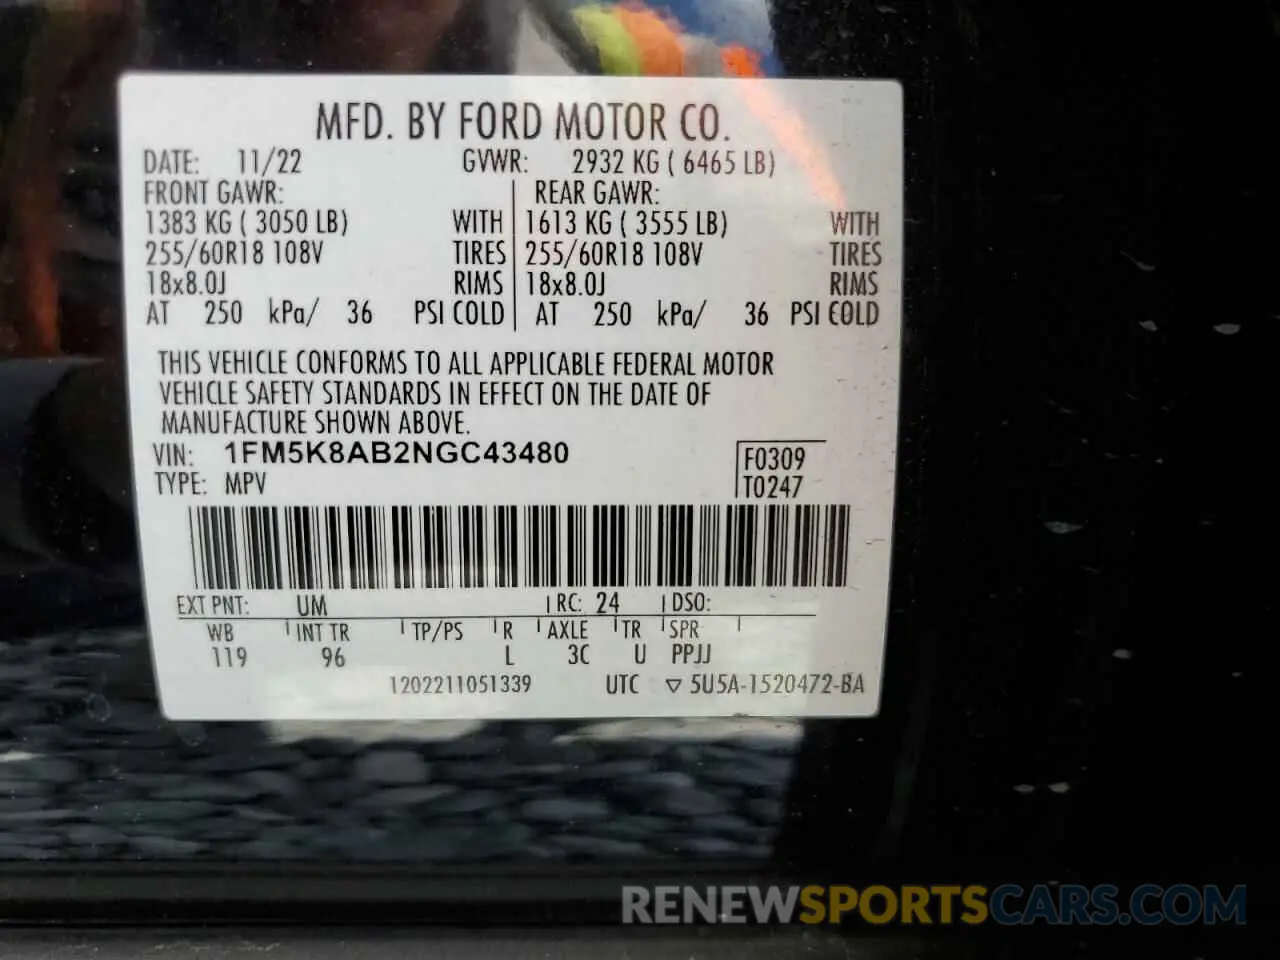 MFD. BY FORD MOTOR CO.
DATE: 11/22 GVWR: 2932 KG ( 6465 LB)
FRONT GAWR: REAR GAWR:
1383 KG ( 3050 LB) WITH 1613 KG ( 3555 LB) WITH
255/60R18 108V TIRES 255/60R18 108V TIRES
18x8.0J RIMS 18x8.0J RIMS
AT 250 kPa/ 36 PSI COLD AT 250 kPa/ 36 PSI COLD
THIS VEHICLE CONFORMS TO ALL APPLICABLE FEDERAL MOTOR
VEHICLE SAFETY STANDARDS IN EFFECT ON THE DATE OF
MANUFACTURE SHOWN ABOVE.
VIN: 1FM5K8AB2NGC43480 F0309
TYPE: MPV T0247
EXT PNT: UM RC: 24 DSO:
WB INT TR TP/PS R AXLE TR SPR
119 96 L 3C U PPJJ
1202211051339 UTC ▽ 5U5A-1520472-BA
RENEWSPORTSCARS.COM